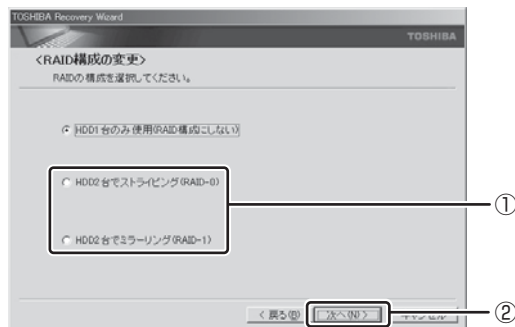 TOSHIBA Recovery Wizard
TOSHIBA
<RAID構成の変更>
RAIDの構成を選択してください。
HDD1台のみ使用(RAID構成にしない)
HDD2台でストライピング(RAID-0)
①
HDD2台でミラーリング(RAID-1)
<戻る(B) 次へ(N)> キャンセル
②